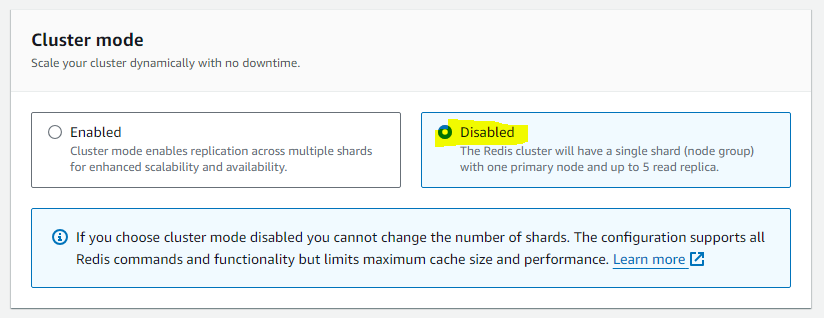 Cluster mode
Scale your cluster dynamically with no downtime.
Enabled
Cluster mode enables replication across multiple shards
for enhanced scalability and availability.
Disabled
The Redis cluster will have a single shard (node group)
with one primary node and up to 5 read replica.
If you choose cluster mode disabled you cannot change the number of shards. The configuration supports all
Redis commands and functionality but limits maximum cache size and performance. Learn more